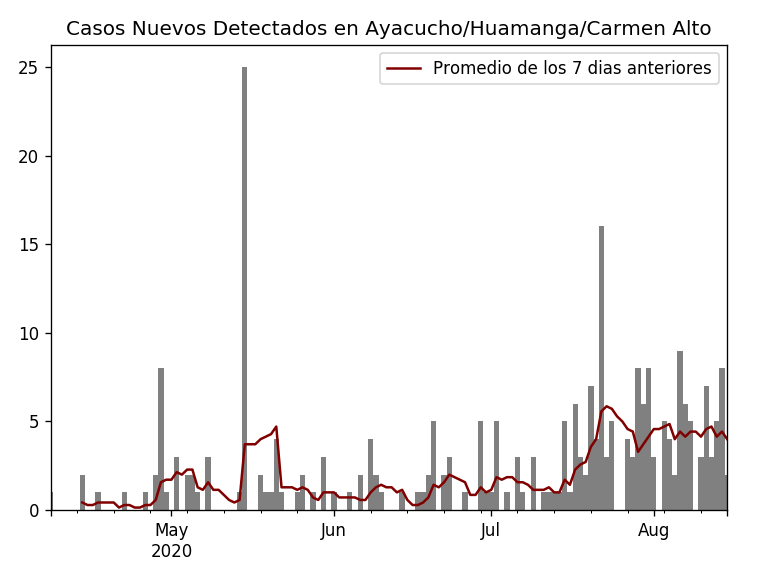 Casos Nuevos Detectados en Ayacucho/Huamanga/Carmen Alto
Promedio de los 7 dias anteriores
25
20
15
10
5
0
May Jun Jul Aug
2020